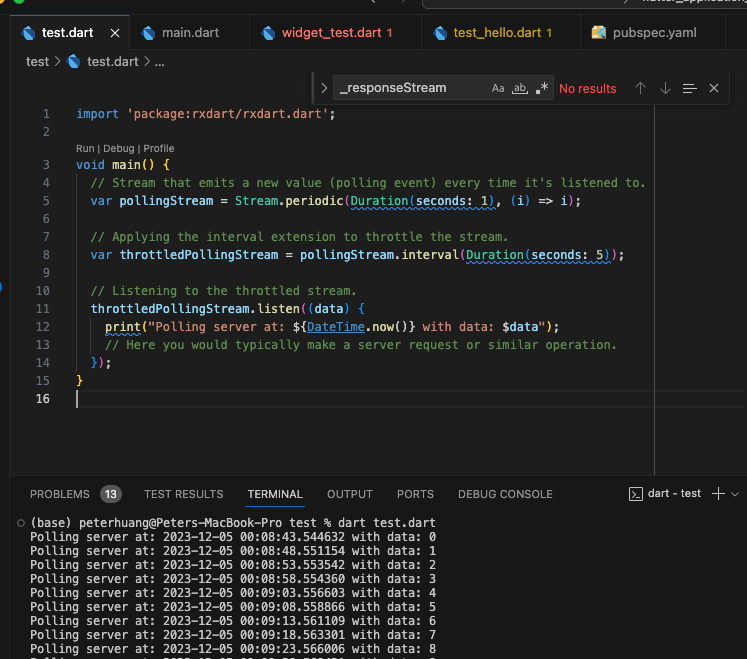 test.dart
main.dart
widget_test.dart 1
test_hello.dart 1
pubspec.yaml
test > test.dart > ...
_responseStream Aa ab .* No results
1 import 'package:rxdart/rxdart.dart';
2
Run | Debug | Profile
3 void main() {
4 // Stream that emits a new value (polling event) every time it's listened to.
5 var pollingStream = Stream.periodic(Duration(seconds: 1), (i) => i);
6
7 // Applying the interval extension to throttle the stream.
8 var throttledPollingStream = pollingStream.interval(Duration(seconds: 5));
9
10 // Listening to the throttled stream.
11 throttledPollingStream.listen((data) {
12 print("Polling server at: ${DateTime.now()} with data: $data");
13 // Here you would typically make a server request or similar operation.
14 });
15 }
16
PROBLEMS 13 TEST RESULTS TERMINAL OUTPUT PORTS DEBUG CONSOLE dart - test
(base) peterhuang@Peters-MacBook-Pro test % dart test.dart
Polling server at: 2023-12-05 00:08:43.544632 with data: 0
Polling server at: 2023-12-05 00:08:48.551154 with data: 1
Polling server at: 2023-12-05 00:08:53.553542 with data: 2
Polling server at: 2023-12-05 00:08:58.554360 with data: 3
Polling server at: 2023-12-05 00:09:03.556603 with data: 4
Polling server at: 2023-12-05 00:09:08.558866 with data: 5
Polling server at: 2023-12-05 00:09:13.561109 with data: 6
Polling server at: 2023-12-05 00:09:18.563301 with data: 7
Polling server at: 2023-12-05 00:09:23.566006 with data: 8